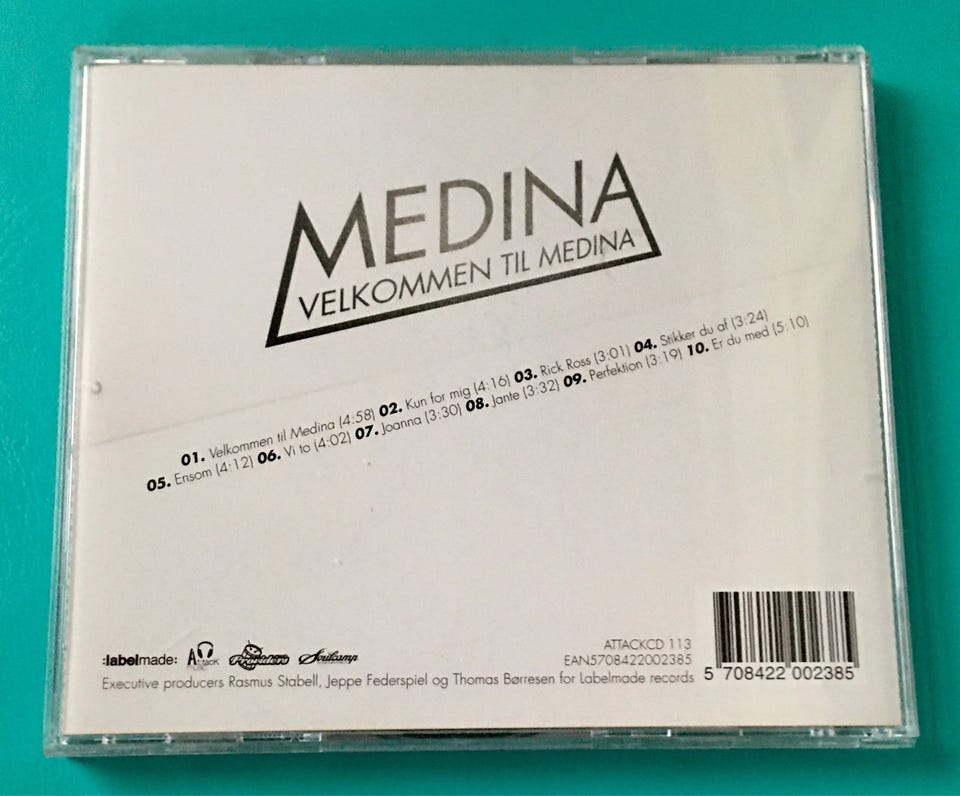 MEDINA
VELKOMMEN TIL MEDINA
01. Velkommen til Medina (4:58) 02. Kun for mig (4:16) 03. Rick Ross (3:01) 04. Stikker du af (3:24)
05. Ensom (4:12) 06. Vi to (4:02) 07. Joanna (3:30) 08. Jante (3:32) 09. Perfektion (3:19) 10. Er du med (5:10)
:labelmade: Attack Providers Soulcamp
ATTACKCD 113
EAN5708422002385
Executive producers Rasmus Stabell, Jeppe Federspiel og Thomas Børresen for Labelmade records
5 708422 002385